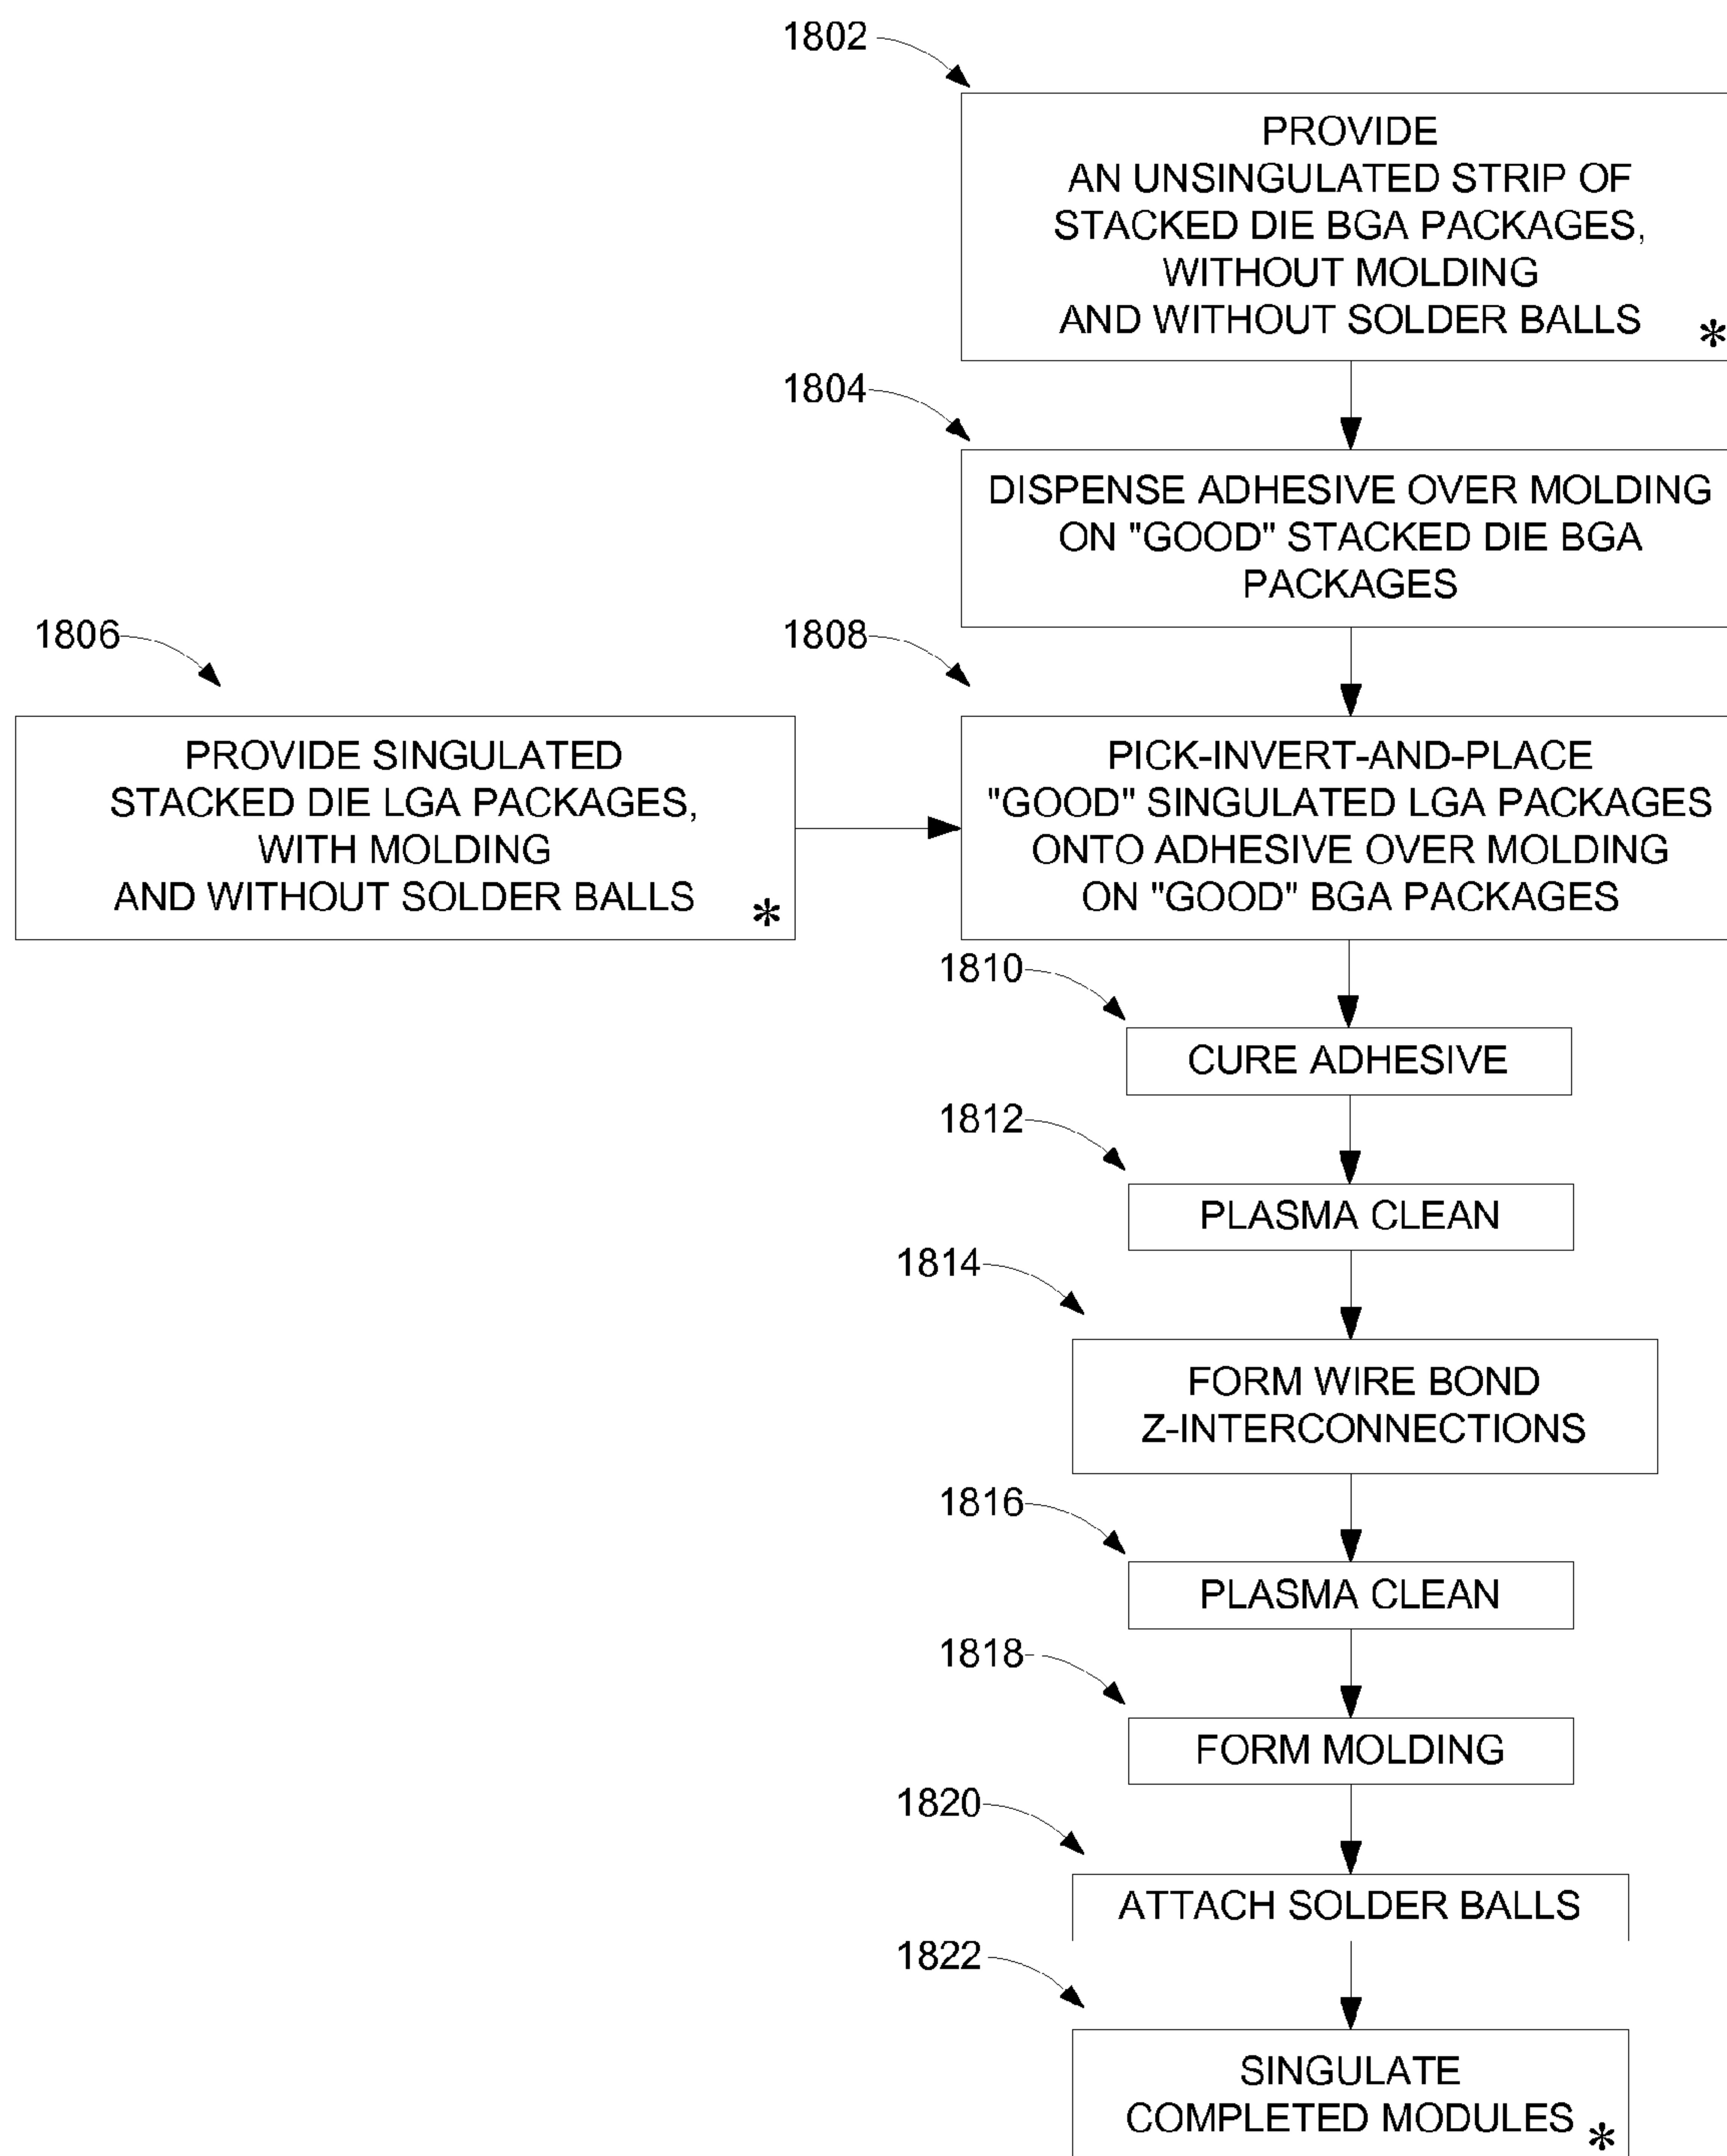 1802
PROVIDE
AN UNSINGULATED STRIP OF
STACKED DIE BGA PACKAGES,
WITHOUT MOLDING
AND WITHOUT SOLDER BALLS
*
1804
DISPENSE ADHESIVE OVER MOLDING
ON "GOOD" STACKED DIE BGA
PACKAGES
1806
PROVIDE SINGULATED
STACKED DIE LGA PACKAGES,
WITH MOLDING
AND WITHOUT SOLDER BALLS
*
1808
PICK-INVERT-AND-PLACE
"GOOD" SINGULATED LGA PACKAGES
ONTO ADHESIVE OVER MOLDING
ON "GOOD" BGA PACKAGES
1810
CURE ADHESIVE
1812
PLASMA CLEAN
1814
FORM WIRE BOND
Z-INTERCONNECTIONS
1816
PLASMA CLEAN
1818
FORM MOLDING
1820
ATTACH SOLDER BALLS
1822
SINGULATE
COMPLETED MODULES
*